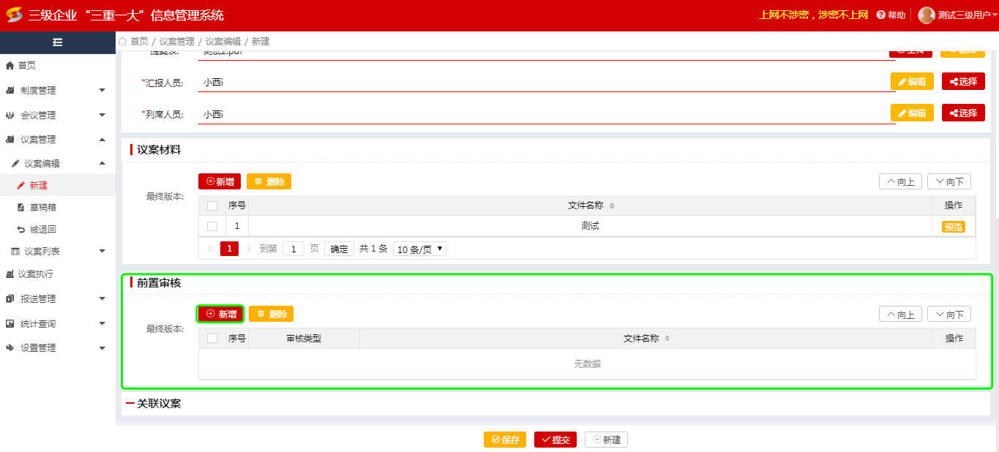 三级企业“三重一大”信息管理系统
上网不涉密，涉密不上网 帮助 测试三级用户
首页 / 议案管理 / 议案编辑 / 新建
首页
制度管理
会议管理
议案管理
议案编辑
新建
草稿箱
被退回
议案列表
议案执行
报送管理
统计查询
设置管理
提案表: 测试2.pdf 上传 删除
*汇报人员: 小西i 编辑 选择
*列席人员: 小西i 编辑 选择
议案材料
最终版本:
新增 删除 向上 向下
序号 文件名称 操作
1 测试 预览
1 到第 1 页 确定 共 1 条 10 条/页
前置审核
最终版本:
新增 删除 向上 向下
序号 审核类型 文件名称 操作
无数据
关联议案
保存 提交 新建